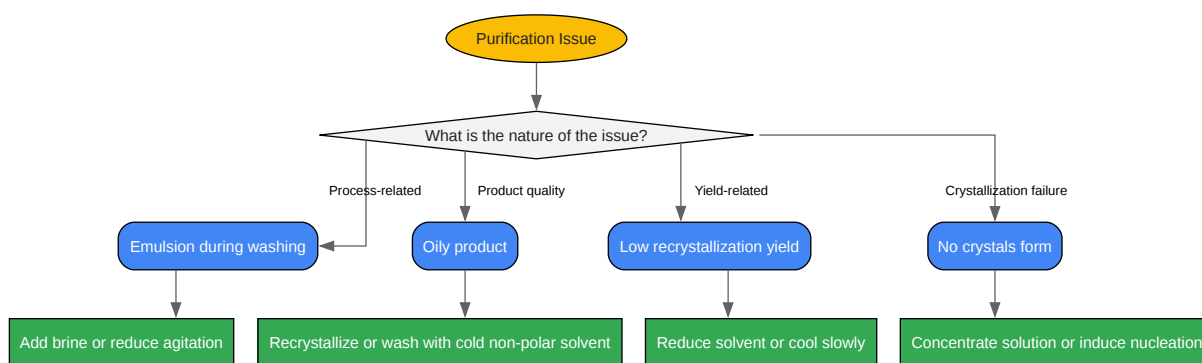 Purification Issue
What is the nature of the issue?
Process-related
Product quality
Yield-related
Crystallization failure
Emulsion during washing
Oily product
Low recrystallization yield
No crystals form
Add brine or reduce agitation
Recrystallize or wash with cold non-polar solvent
Reduce solvent or cool slowly
Concentrate solution or induce nucleation